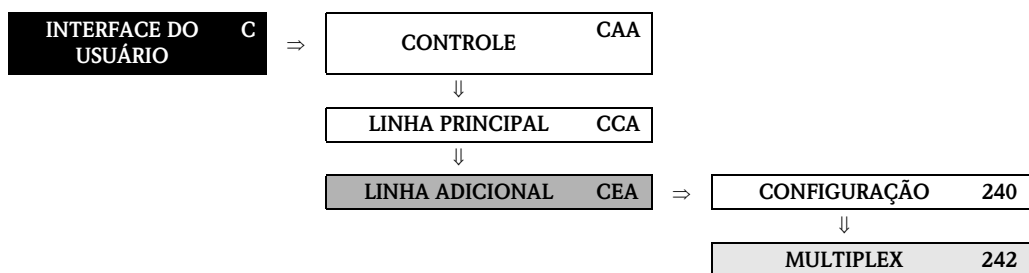 INTERFACE DO USUÁRIO C ⇒ CONTROLE CAA
⇓
LINHA PRINCIPAL CCA
⇓
LINHA ADICIONAL CEA ⇒ CONFIGURAÇÃO 240
⇓
MULTIPLEX 242